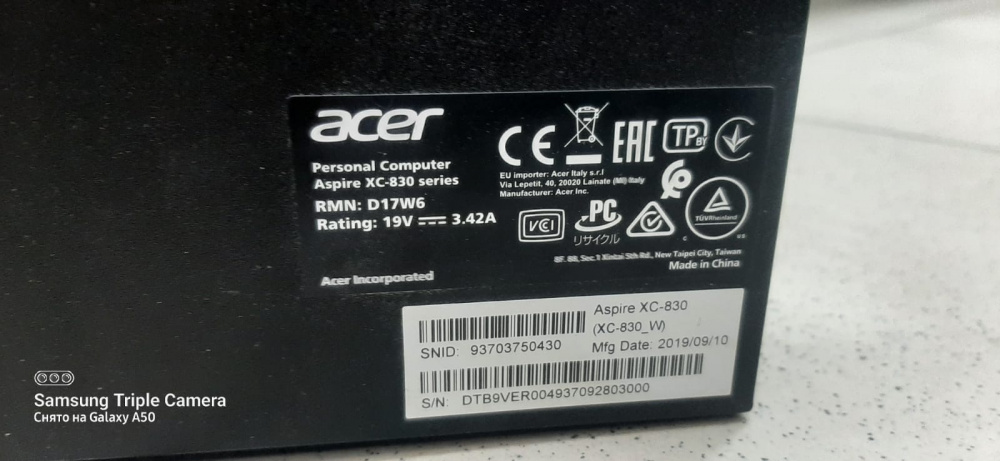 acer
Personal Computer
Aspire XC-830 series
RMN: D17W6
Rating: 19V 3.42A
Acer Incorporated
CE
EAC
TP
BY
EU importer: Acer Italy s.r.l
Via Lepetit, 40, 20020 Lainate (MI)-Italy
Manufacturer: Acer Inc.
VCI
PC
リサイクル
TÜVRheinland
C US
8F, 88, Sec.1 Xintai 5th Rd., New Taipei City, Taiwan
Made in China
Aspire XC-830
(XC-830_W)
SNID: 93703750430
Mfg Date: 2019/09/10
S/N: DTB9VER004937092803000
Samsung Triple Camera
Снято на Galaxy A50